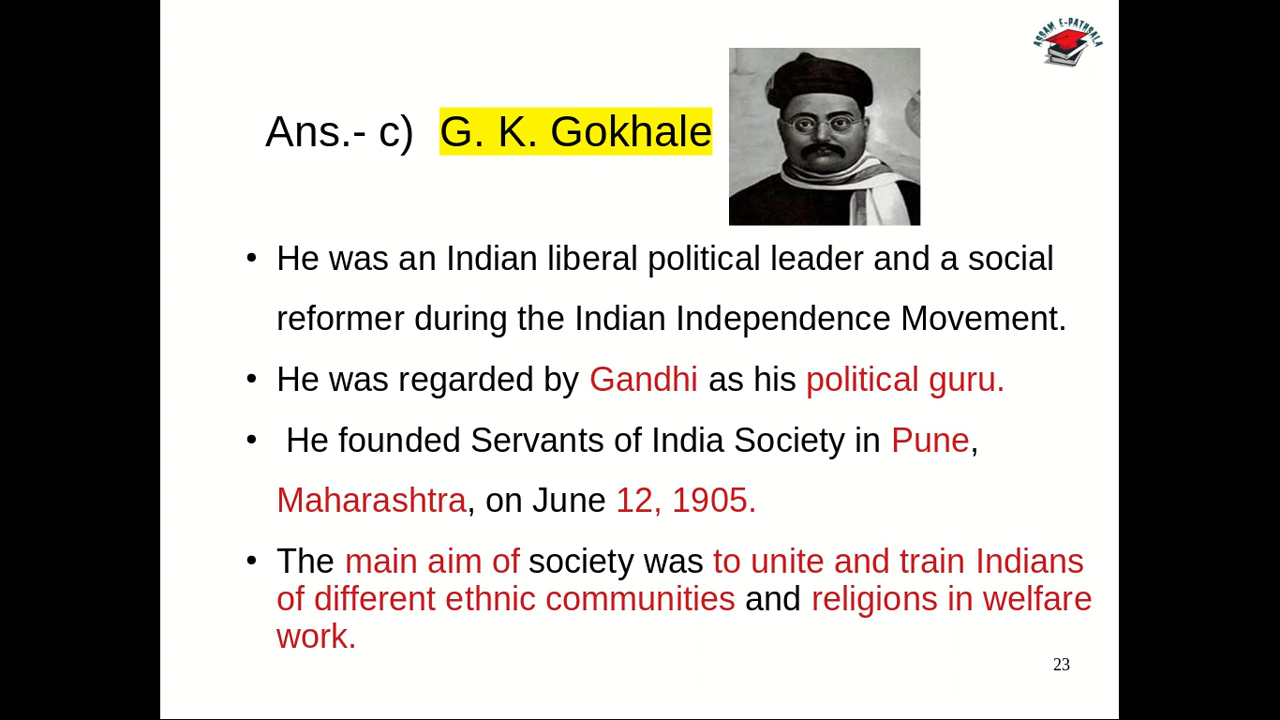 ASSAM E-PATHSALA
Ans.- c) G. K. Gokhale
• He was an Indian liberal political leader and a social
reformer during the Indian Independence Movement.
• He was regarded by Gandhi as his political guru.
• He founded Servants of India Society in Pune,
Maharashtra, on June 12, 1905.
• The main aim of society was to unite and train Indians
of different ethnic communities and religions in welfare
work.
23